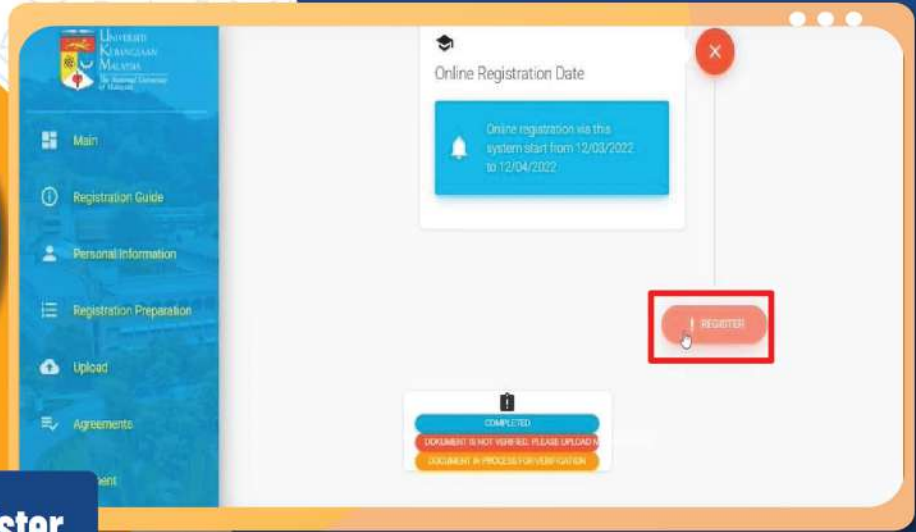 UNIVERSITI
KEBANGSAAN
MALAYSIA
The National University
of Malaysia
Main
Registration Guide
Personal Information
Registration Preparation
Upload
Agreements
Online Registration Date
Online registration via this
system start from 12/03/2022
to 12/04/2022
REGISTER
COMPLETED
DOKUMENT IS NOT VERIFIED. PLEASE UPLOAD N
DOCUMENT IN PROCESS FOR VERIFICATION